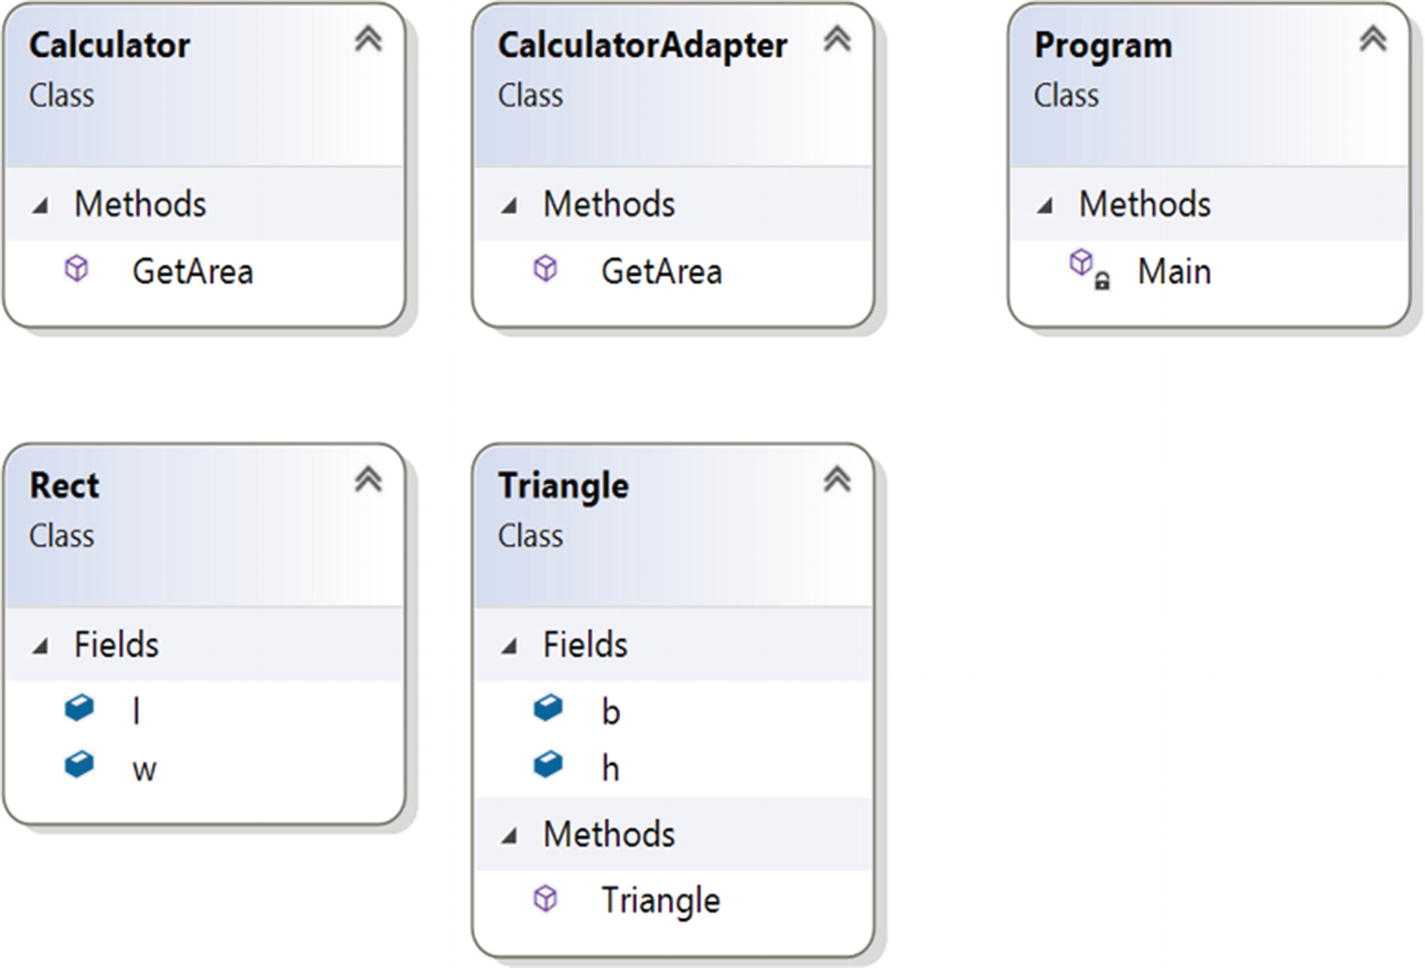 Calculator
Class
Methods
GetArea
CalculatorAdapter
Class
Methods
GetArea
Program
Class
Methods
Main
Rect
Class
Fields
l
w
Triangle
Class
Fields
b
h
Methods
Triangle